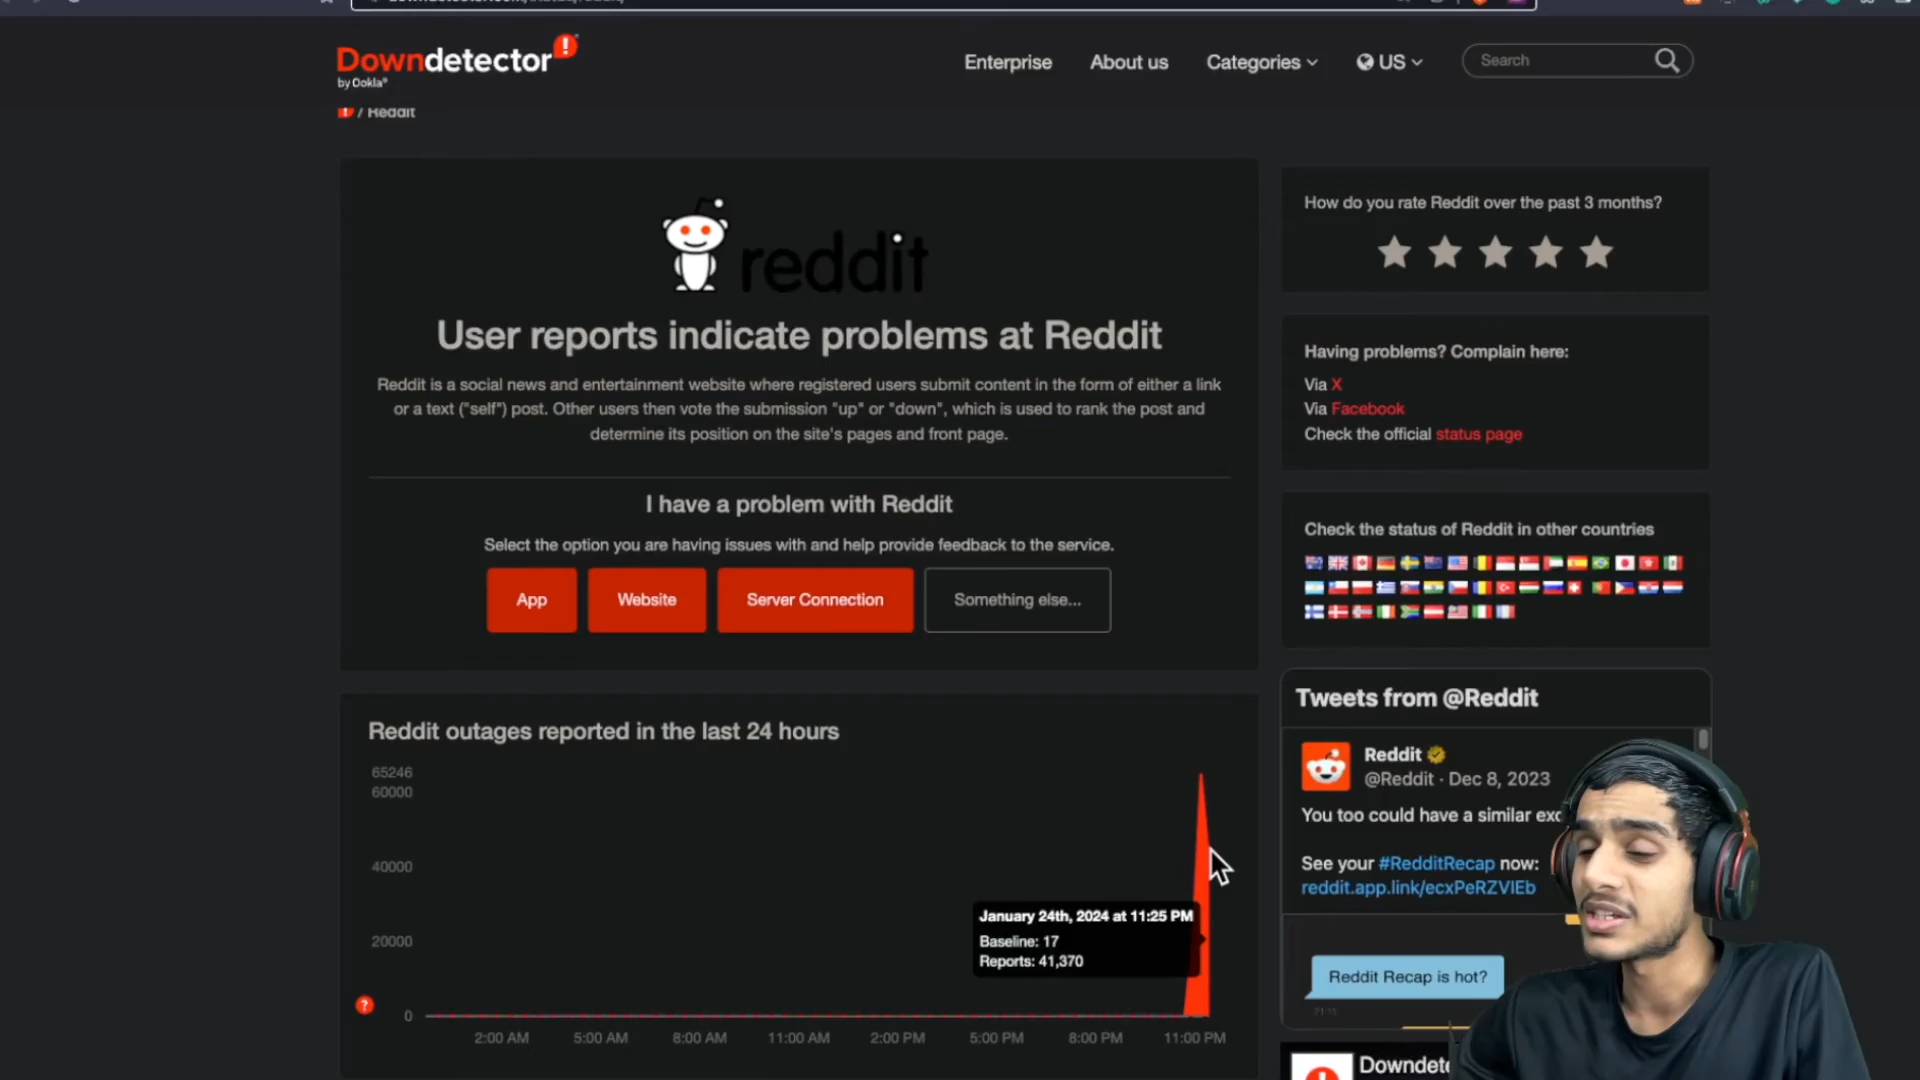 Downdetector
by Ookla®
Enterprise
About us
Categories
US
Search
/ Reddit
reddit
User reports indicate problems at Reddit
Reddit is a social news and entertainment website where registered users submit content in the form of either a link
or a text ("self") post. Other users then vote the submission "up" or "down", which is used to rank the post and
determine its position on the site's pages and front page.
I have a problem with Reddit
Select the option you are having issues with and help provide feedback to the service.
App
Website
Server Connection
Something else...
Reddit outages reported in the last 24 hours
65246
60000
40000
20000
0
January 24th, 2024 at 11:25 PM
Baseline: 17
Reports: 41,370
?
2:00 AM
5:00 AM
8:00 AM
11:00 AM
2:00 PM
5:00 PM
8:00 PM
11:00 PM
How do you rate Reddit over the past 3 months?
Having problems? Complain here:
Via X
Via Facebook
Check the official status page
Check the status of Reddit in other countries
Tweets from @Reddit
Reddit
@Reddit · Dec 8, 2023
You too could have a similar exc
See your #RedditRecap now:
reddit.app.link/ecxPeRZVIEb
Reddit Recap is hot?
21:15
Downdete